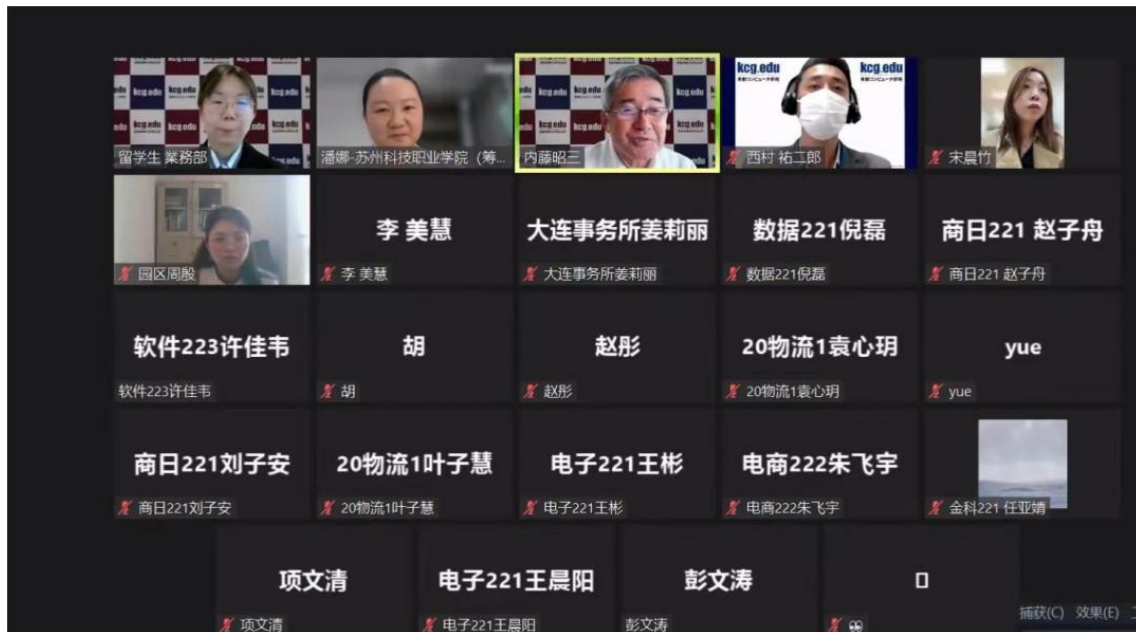 kcg.edu
kcg.edu
kcg.edu
kcg.edu
留学生 業務部
潘娜-苏州科技职业学院（筹...
内藤昭三
西村 祐二郎
宋晨竹
园区周殷
李 美慧
李 美慧
大连事务所姜莉丽
大连事务所姜莉丽
数据221倪磊
数据221倪磊
商日221 赵子舟
商日221 赵子舟
软件223许佳韦
软件223许佳韦
胡
胡
赵彤
赵彤
20物流1袁心玥
20物流1袁心玥
yue
yue
商日221刘子安
商日221刘子安
20物流1叶子慧
20物流1叶子慧
电子221王彬
电子221王彬
电商222朱飞宇
电商222朱飞宇
金科221 任亚婧
项文清
项文清
电子221王晨阳
电子221王晨阳
彭文涛
彭文涛
捕获(C) 效果(E)